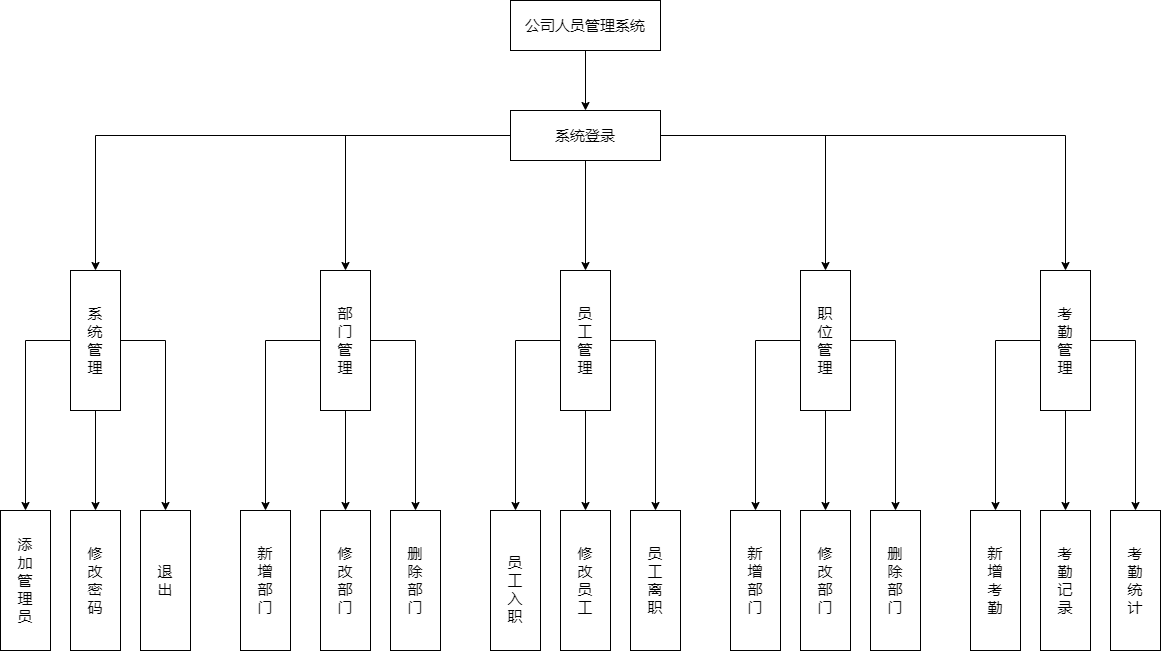 公司人员管理系统
系统登录
系统管理
部门管理
员工管理
职位管理
考勤管理
添加管理员
修改密码
退出
新增部门
修改部门
删除部门
员工入职
修改员工
员工离职
新增部门
修改部门
删除部门
新增考勤
考勤记录
考勤统计